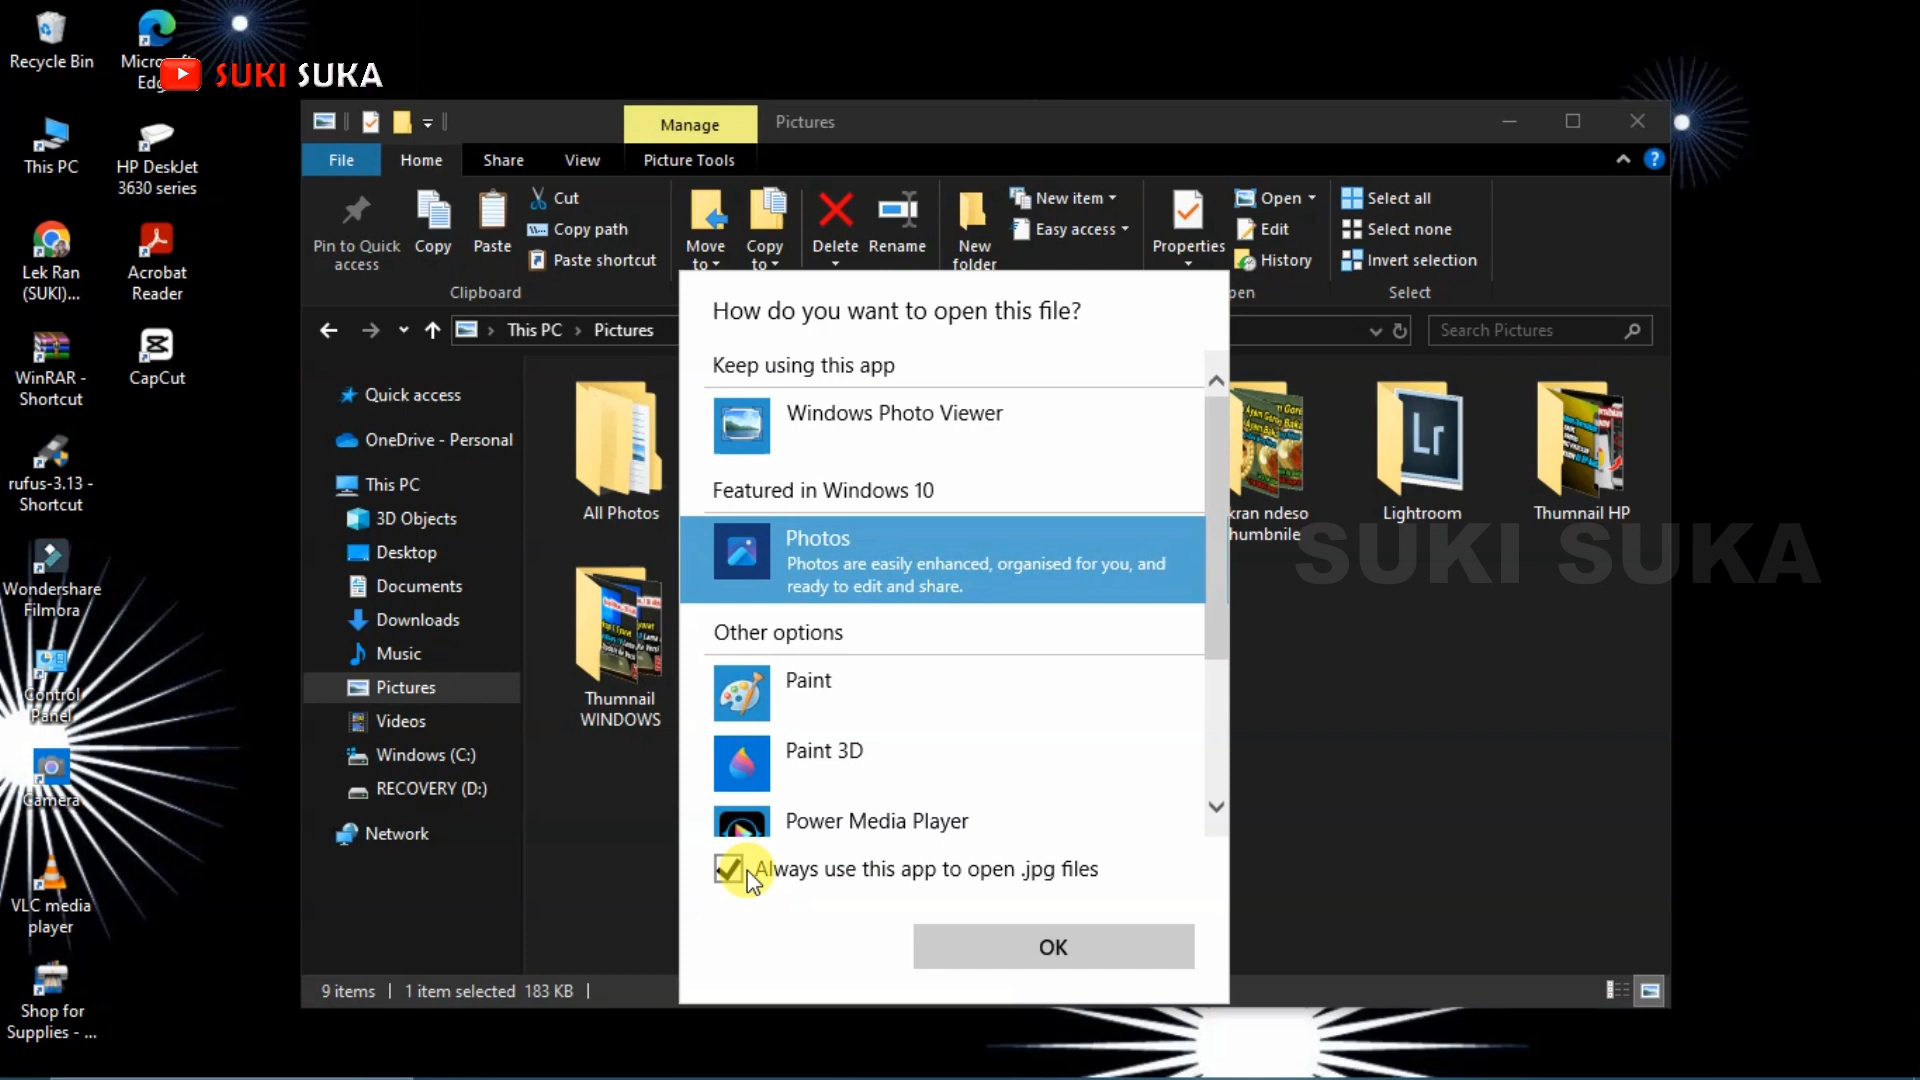 Recycle Bin
This PC
Lek Ran
(SUKI)...
WinRAR -
Shortcut
rufus-3.13 -
Shortcut
Wondershare
Filmora
Control
Panel
Camera
VLC media
player
Shop for
Supplies - ...
HP DeskJet
3630 series
Acrobat
Reader
CapCut
SUKI SUKA
Manage
Pictures
File
Home
Share
View
Picture Tools
Pin to Quick
access
Copy
Paste
Cut
Copy path
Paste shortcut
Clipboard
Move
to
Copy
to
Delete
Rename
New
folder
New item
Easy access
Properties
Open
Edit
History
Select all
Select none
Invert selection
Select
This PC > Pictures
Search Pictures
Quick access
OneDrive - Personal
This PC
3D Objects
Desktop
Documents
Downloads
Music
Pictures
Videos
Windows (C:)
RECOVERY (D:)
Network
All Photos
Thumnail
WINDOWS
Lightroom
Thumnail HP
Lr
SUKI SUKA
How do you want to open this file?
Keep using this app
Windows Photo Viewer
Featured in Windows 10
Photos
Photos are easily enhanced, organised for you, and
ready to edit and share.
Other options
Paint
Paint 3D
Power Media Player
Always use this app to open .jpg files
OK
9 items
1 item selected 183 KB